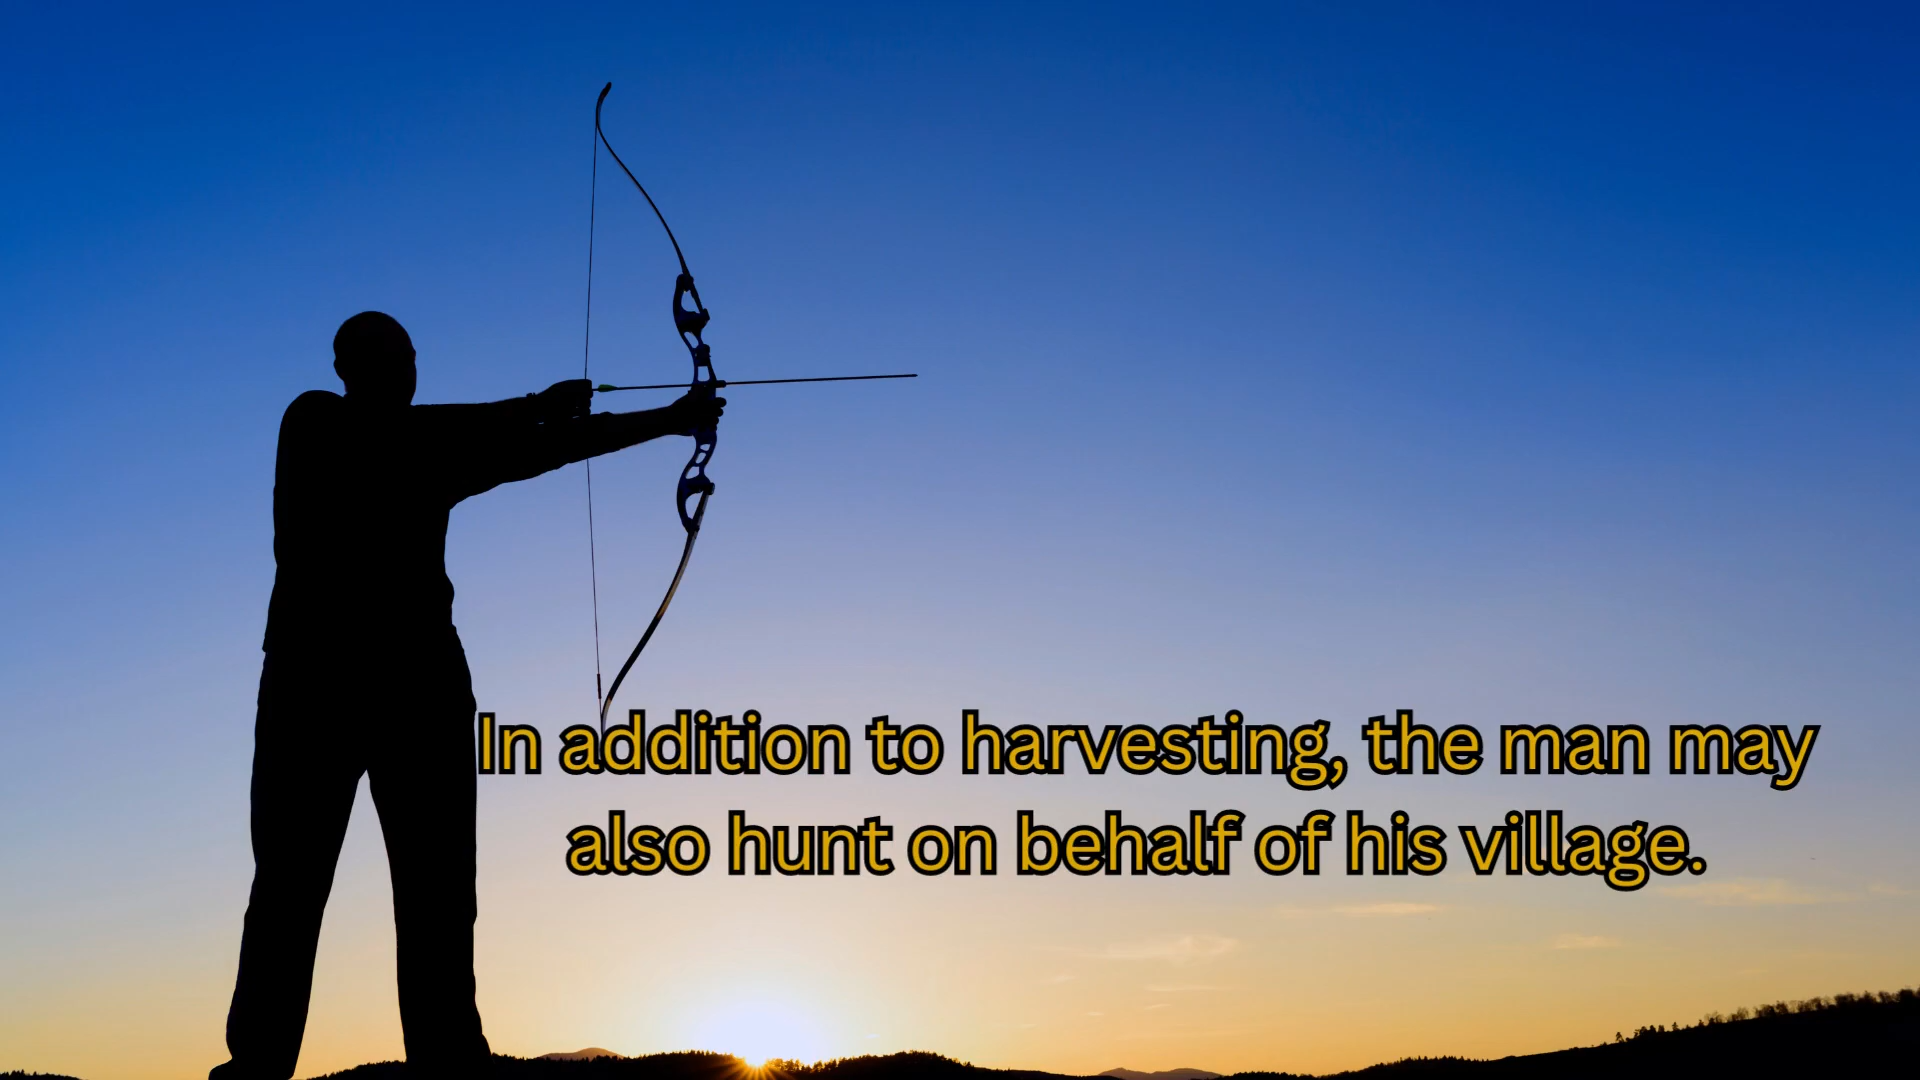 In addition to harvesting, the man may
also hunt on behalf of his village.